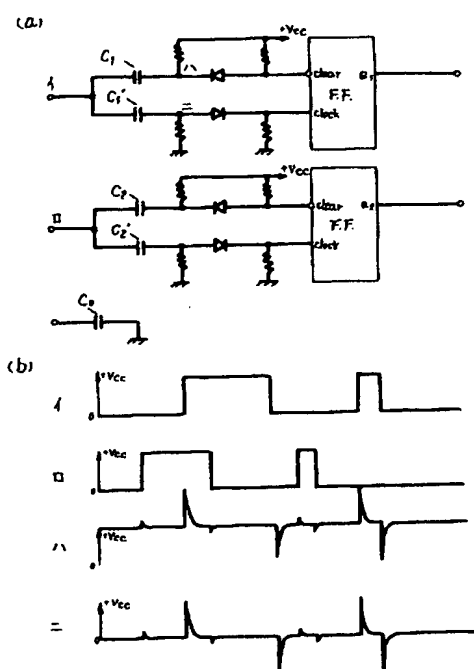 (a)
+Vcc
C₁
ハ
イ
clear
Q₁
F.F.
C₁'
ニ
clock
+Vcc
C₂
ロ
clear
Q₂
F.F.
C₂'
clock
C₀
(b)
+Vcc
イ
0
+Vcc
ロ
0
+Vcc
ハ
0
+Vcc
ニ
0